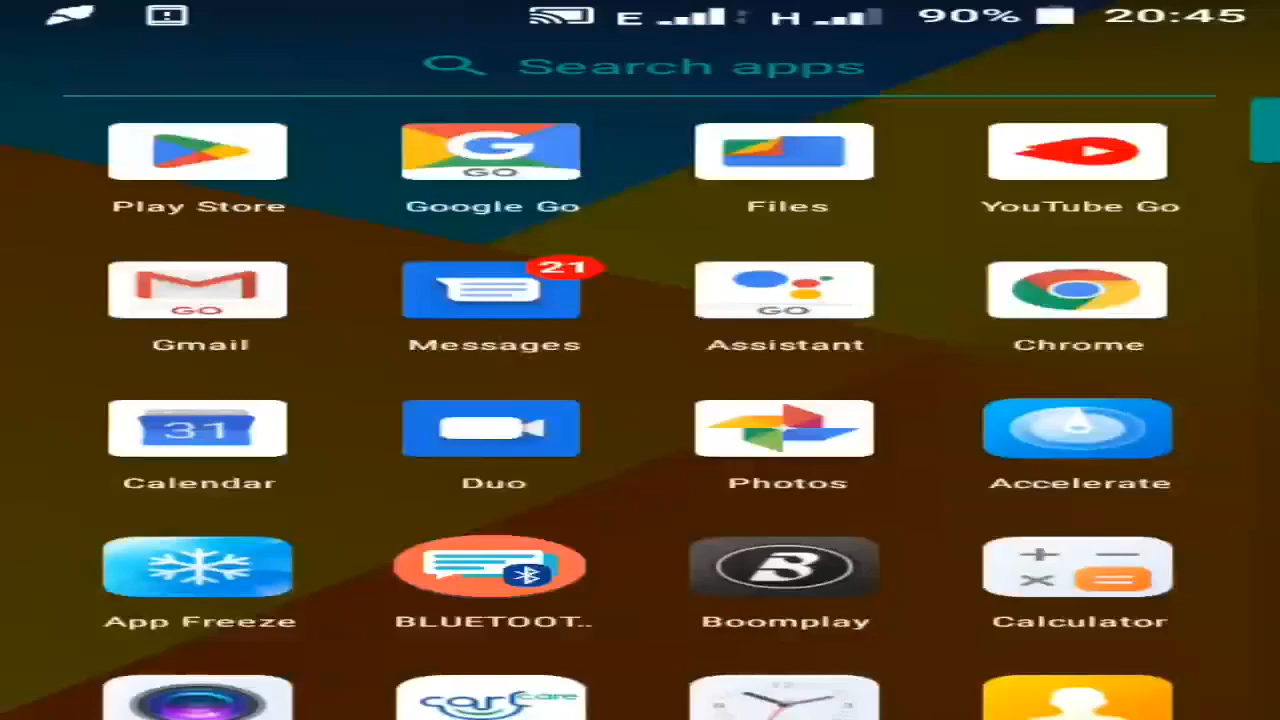 E H 90% 20:45
Search apps
GO
Play Store Google Go Files YouTube Go
21
GO GO
Gmail Messages Assistant Chrome
31
Calendar Duo Photos Accelerate
App Freeze BLUETOOT.. Boomplay Calculator
carlcare